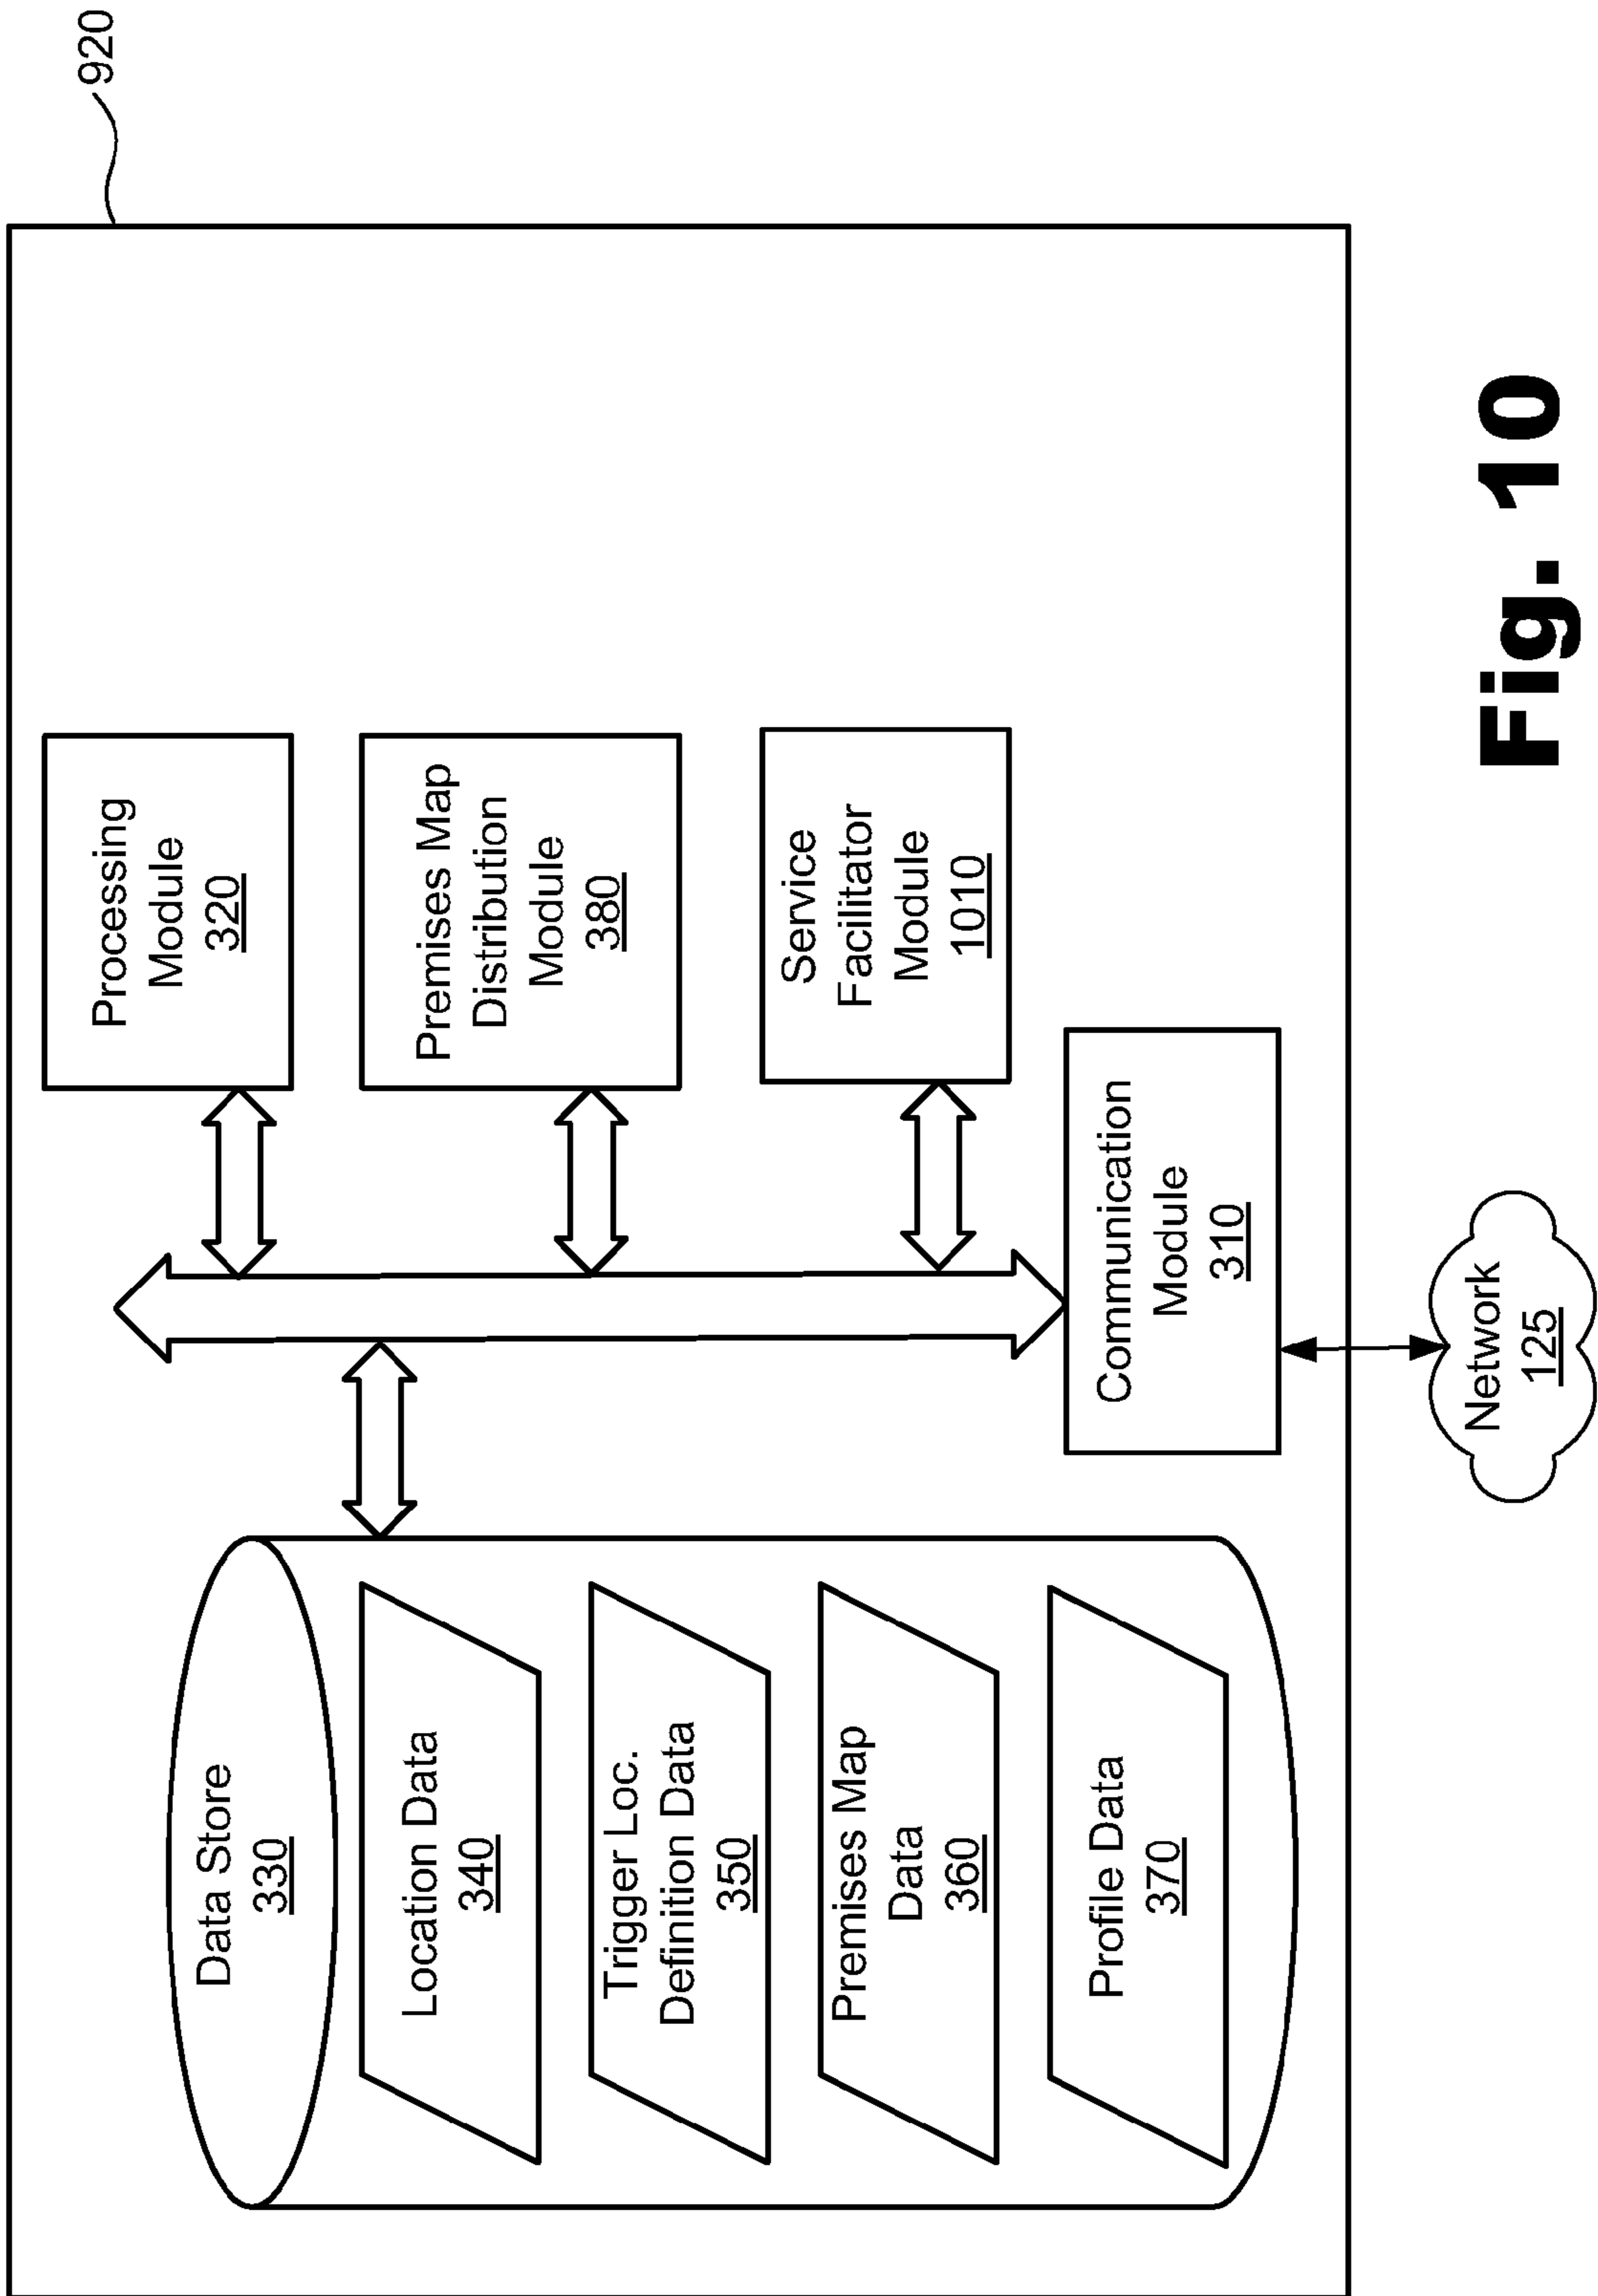 920
Data Store
330
Location Data
340
Trigger Loc.
Definition Data
350
Premises Map
Data
360
Profile Data
370
Processing
Module
320
Premises Map
Distribution
Module
380
Service
Facilitator
Module
1010
Communication
Module
310
Network
125
Fig. 10